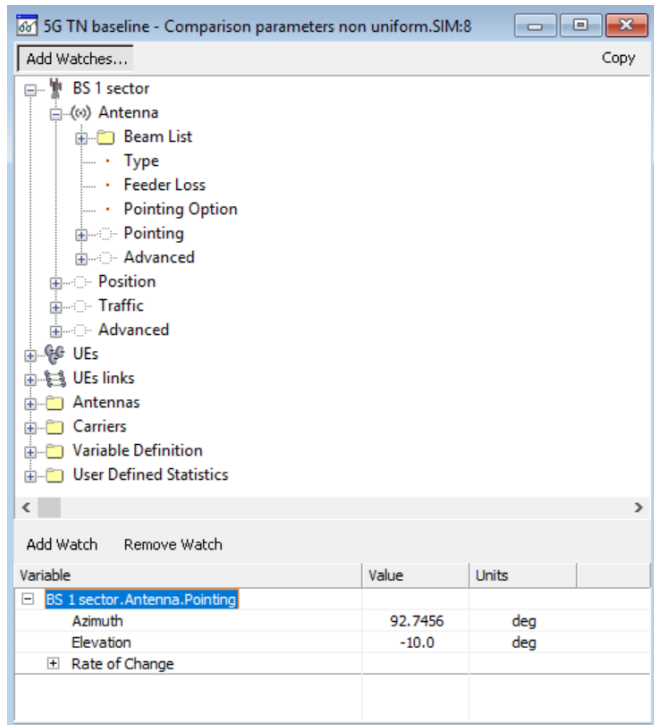 5G TN baseline - Comparison parameters non uniform.SIM:8
Add Watches... Copy
BS 1 sector
Antenna
Beam List
Type
Feeder Loss
Pointing Option
Pointing
Advanced
Position
Traffic
Advanced
UEs
UEs links
Antennas
Carriers
Variable Definition
User Defined Statistics
Add Watch Remove Watch
Variable Value Units
BS 1 sector.Antenna.Pointing
Azimuth 92.7456 deg
Elevation -10.0 deg
Rate of Change